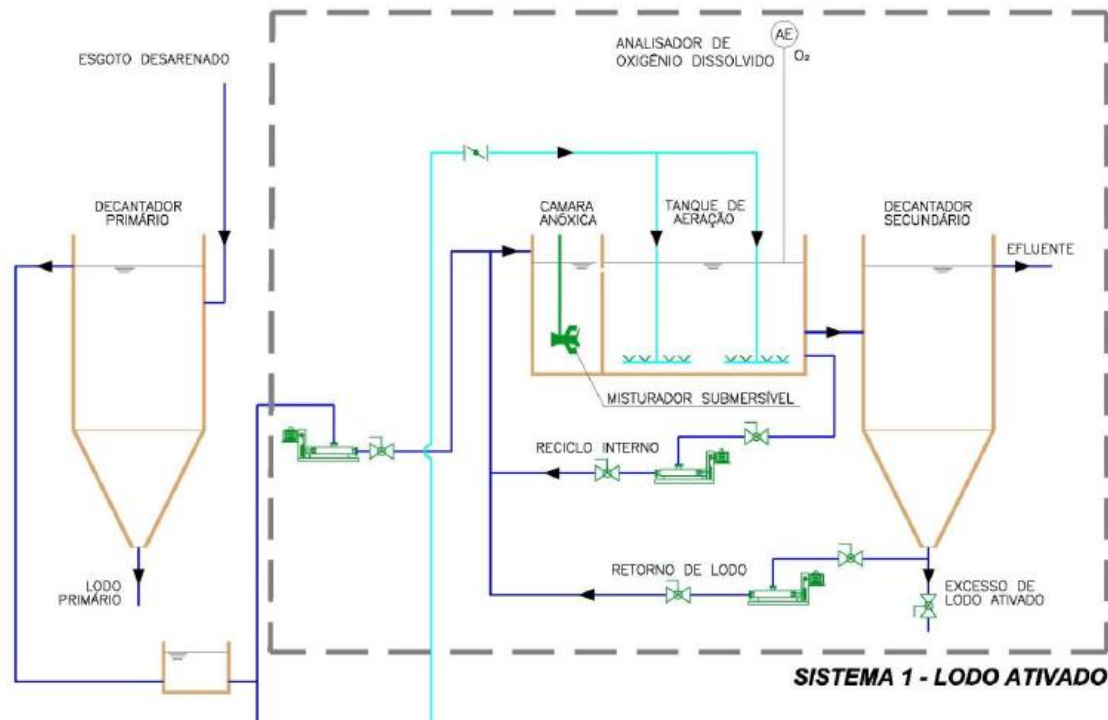 ESGOTO DESARENADO
ANALISADOR DE
OXIGÊNIO DISSOLVIDO
AE
O₂
DECANTADOR
PRIMÁRIO
CAMARA
ANÓXICA
TANQUE DE
AERAÇÃO
DECANTADOR
SECUNDÁRIO
EFLUENTE
MISTURADOR SUBMERSÍVEL
RECICLO INTERNO
RETORNO DE LODO
LODO
PRIMÁRIO
EXCESSO DE
LODO ATIVADO
SISTEMA 1 - LODO ATIVADO